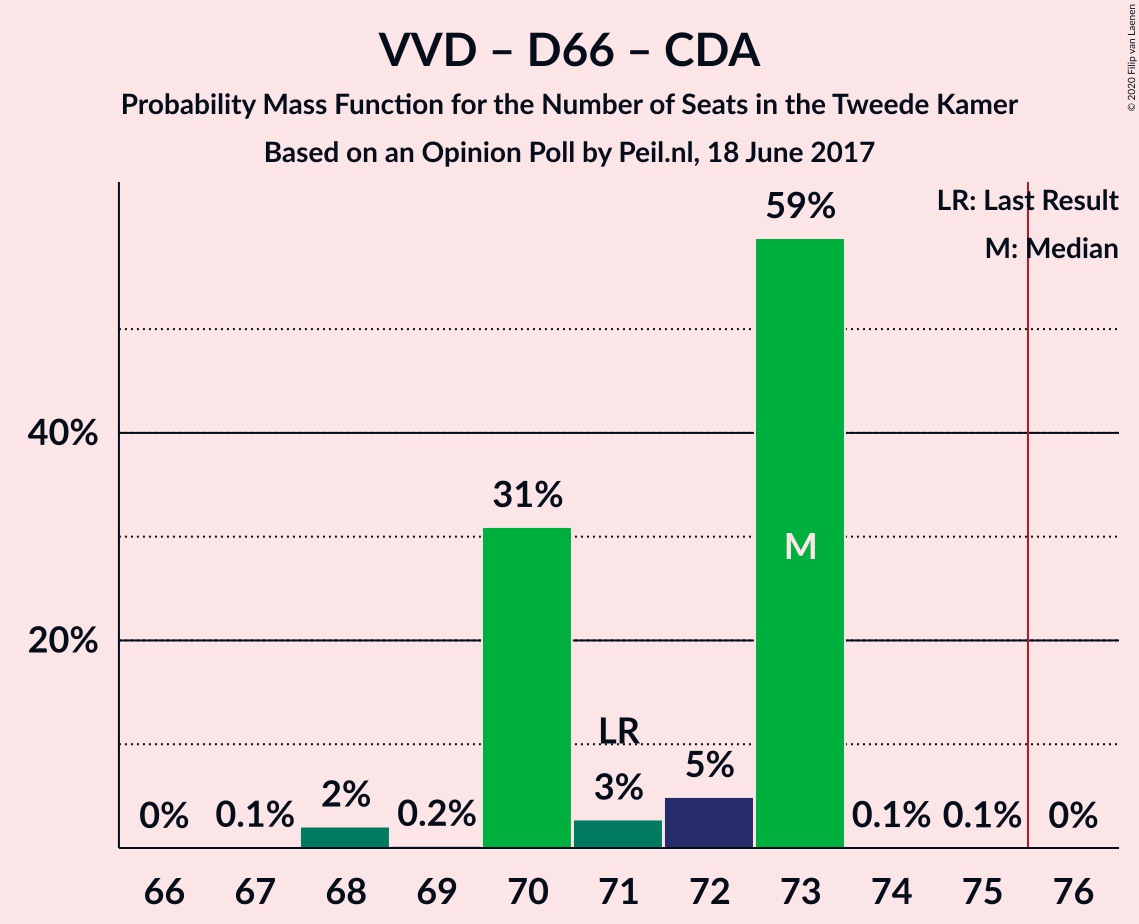 VVD – D66 – CDA
Probability Mass Function for the Number of Seats in the Tweede Kamer
Based on an Opinion Poll by Peil.nl, 18 June 2017
© 2020 Filip van Laenen
LR: Last Result
M: Median
59%
40%
31%
M
20%
LR
0% 0.1% 2% 0.2% 3% 5% 0.1% 0.1% 0%
66 67 68 69 70 71 72 73 74 75 76